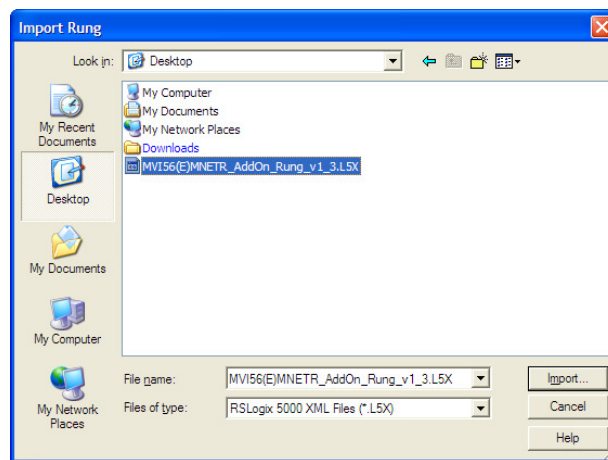 Import Rung
Look in:
Desktop
My Recent
Documents
Desktop
My Documents
My Computer
My Network
Places
My Computer
My Documents
My Network Places
Downloads
MVI56(E)MNETR_AddOn_Rung_v1_3.L5X
File name:
MVI56(E)MNETR_AddOn_Rung_v1_3.L5X
Import...
Files of type:
RSLogix 5000 XML Files (*.L5X)
Cancel
Help